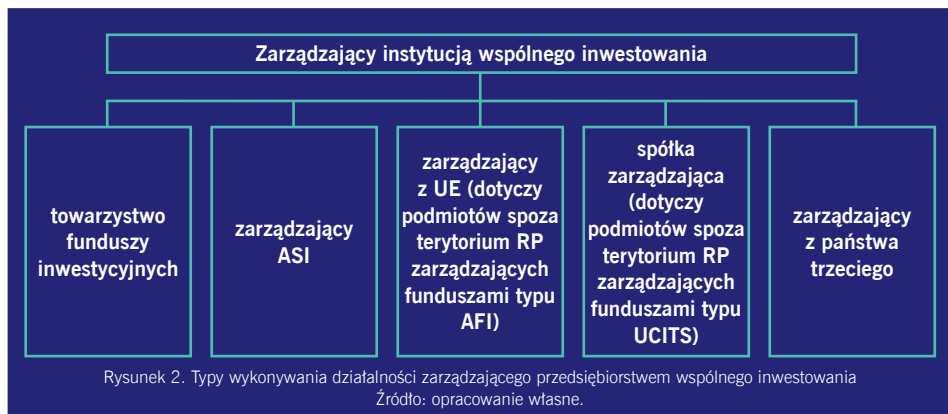 Zarządzający instytucją wspólnego inwestowania
towarzystwo
funduszy
inwestycyjnych
zarządzający
ASI
zarządzający
z UE (dotyczy
podmiotów spoza
terytorium RP
zarządzających
funduszami typu
AFI)
spółka
zarządzająca
(dotyczy
podmiotów spoza
terytorium RP
zarządzających
funduszami typu
UCITS)
zarządzający
z państwa
trzeciego
Rysunek 2. Typy wykonywania działalności zarządzającego przedsiębiorstwem wspólnego inwestowania
Źródło: opracowanie własne.